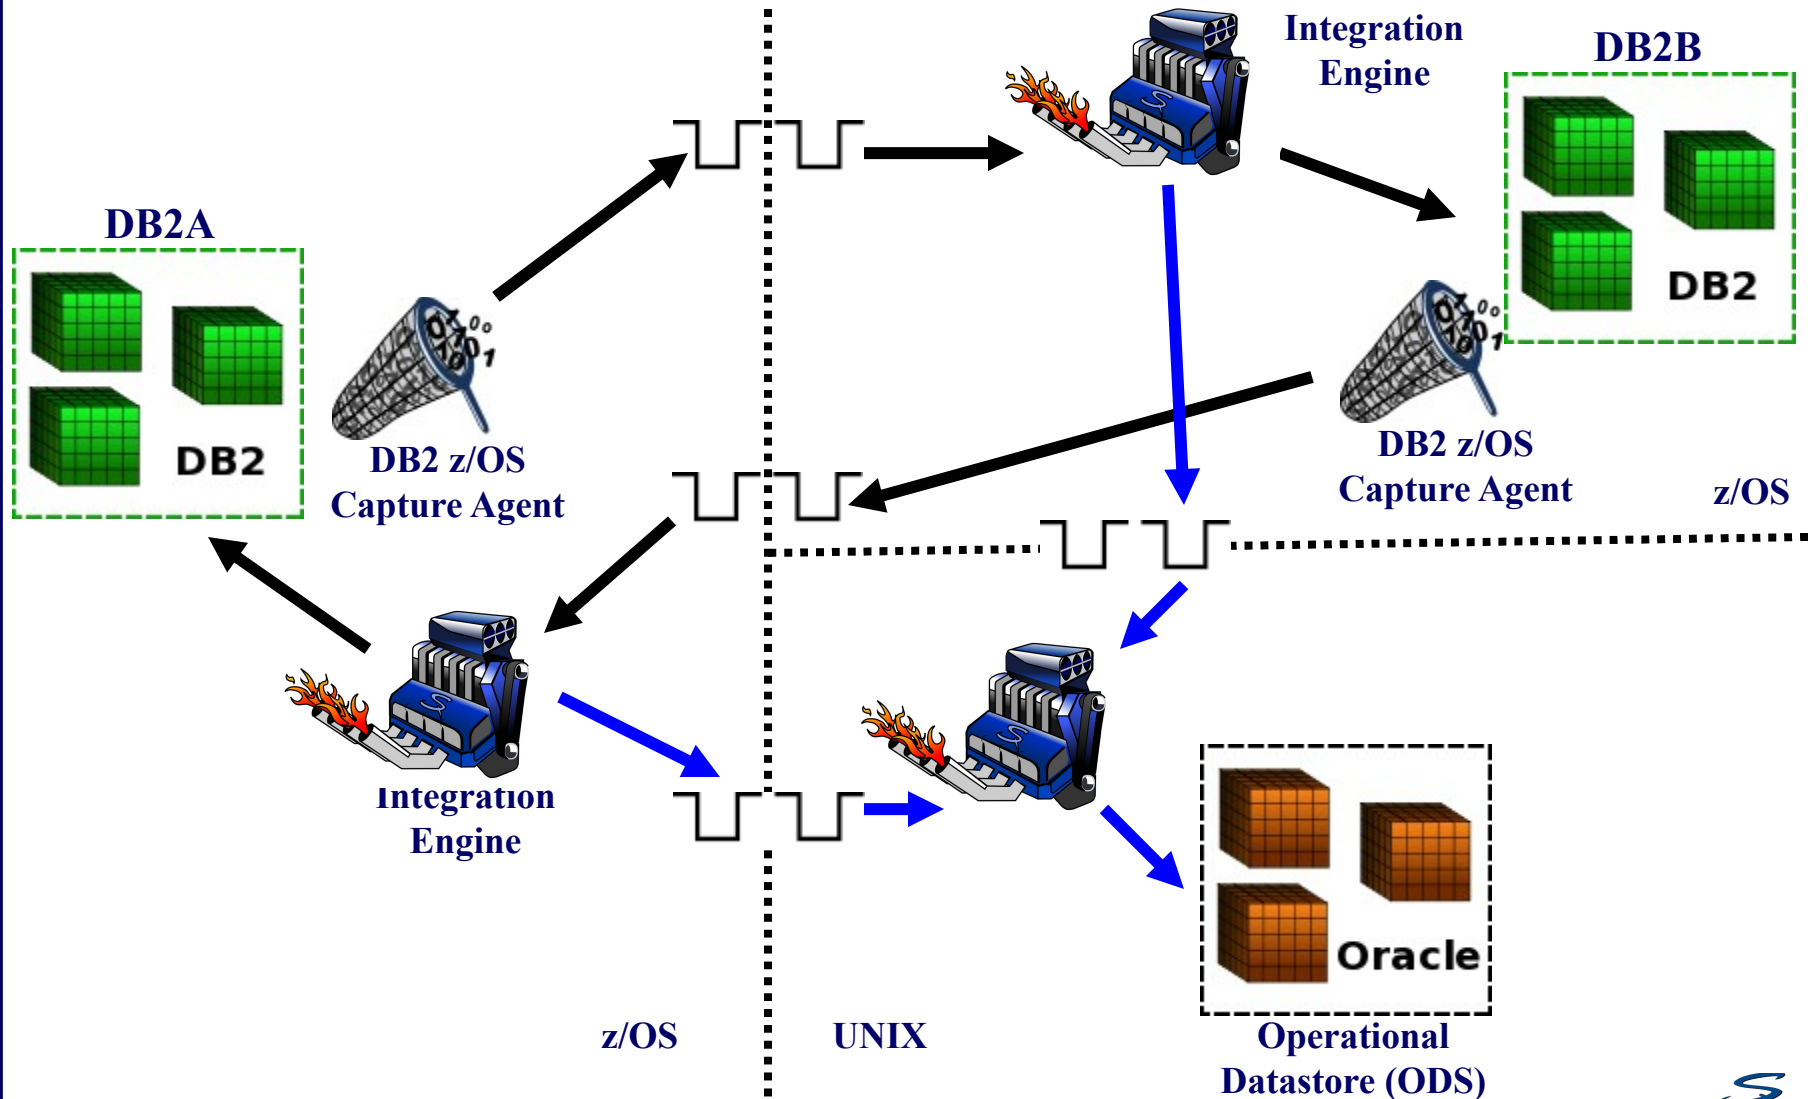 Integration
Engine
DB2B
DB2
DB2A
DB2
DB2 z/OS
Capture Agent
DB2 z/OS
Capture Agent
z/OS
Integration
Engine
Oracle
z/OS
UNIX
Operational
Datastore (ODS)